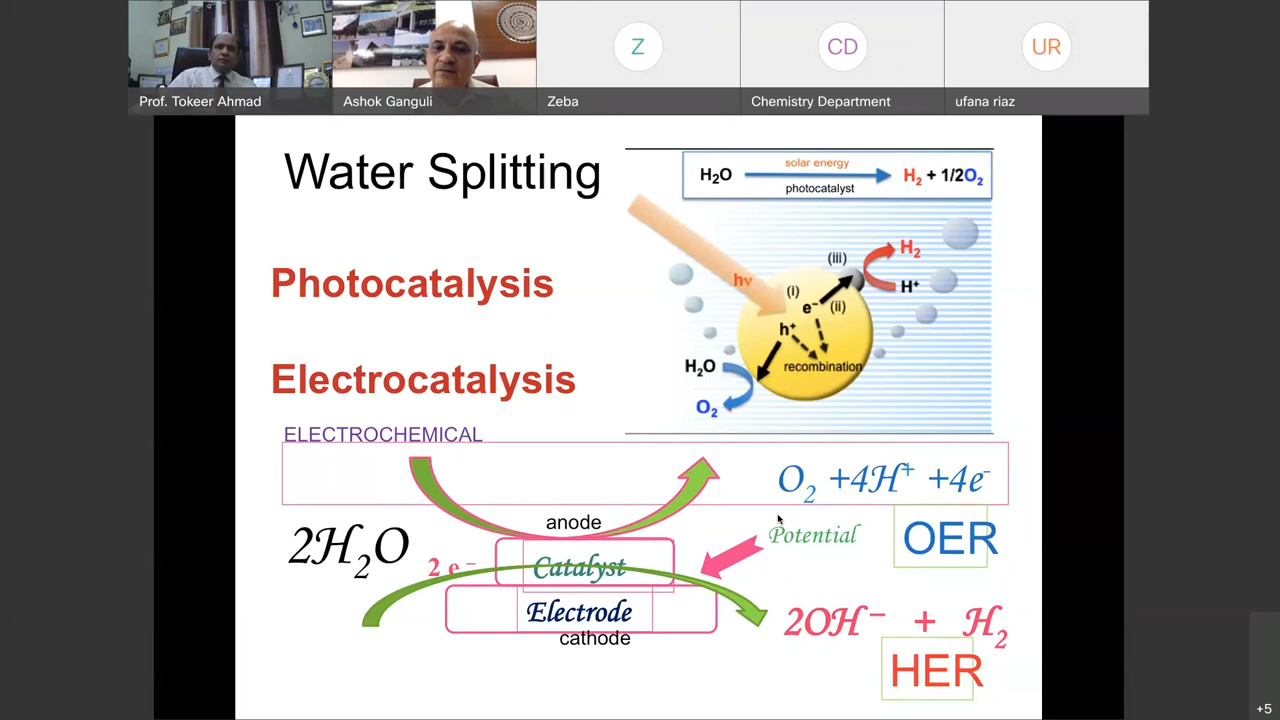 Z
CD
UR
Prof. Tokeer Ahmad
Ashok Ganguli
Zeba
Chemistry Department
ufana riaz
Water Splitting
solar energy
H₂O
photocatalyst
H₂ + 1/2O₂
hν
(i)
(iii)
H₂
H⁺
e⁻
(ii)
h⁺
H₂O
recombination
O₂
Photocatalysis
Electrocatalysis
ELECTROCHEMICAL
O₂ +4H⁺ +4e⁻
anode
2H₂O
2 e⁻
Catalyst
Potential
OER
Electrode
cathode
2OH⁻ + H₂
HER
+5